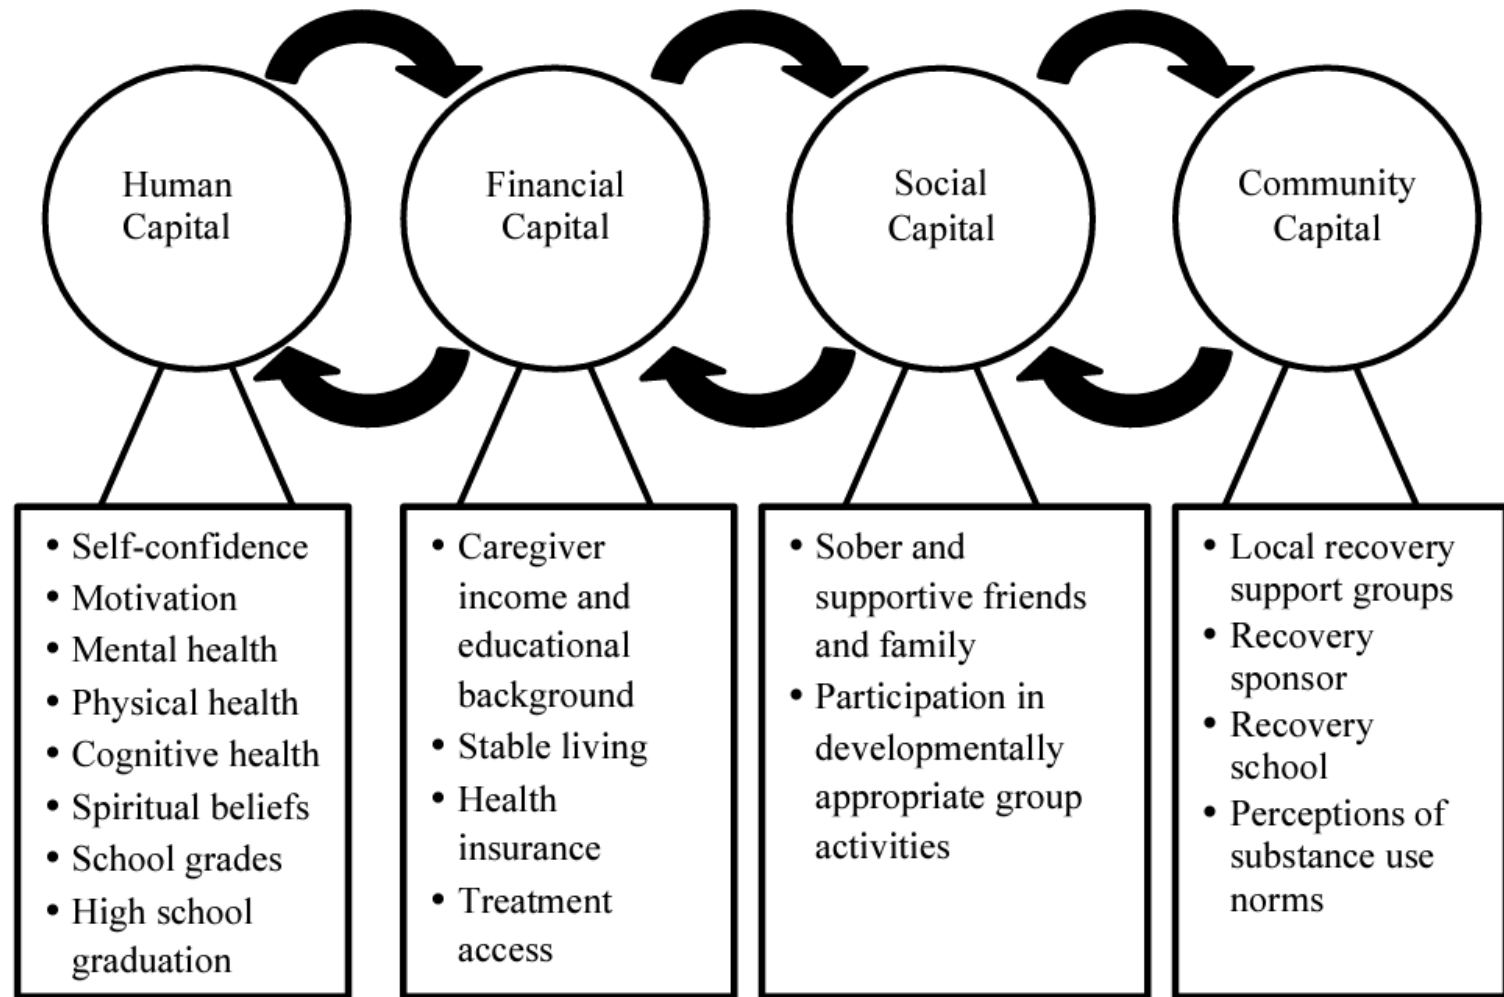 Human
Capital
Financial
Capital
Social
Capital
Community
Capital
• Self-confidence
• Motivation
• Mental health
• Physical health
• Cognitive health
• Spiritual beliefs
• School grades
• High school
graduation
• Caregiver
income and
educational
background
• Stable living
• Health
insurance
• Treatment
access
• Sober and
supportive friends
and family
• Participation in
developmentally
appropriate group
activities
• Local recovery
support groups
• Recovery
sponsor
• Recovery
school
• Perceptions of
substance use
norms